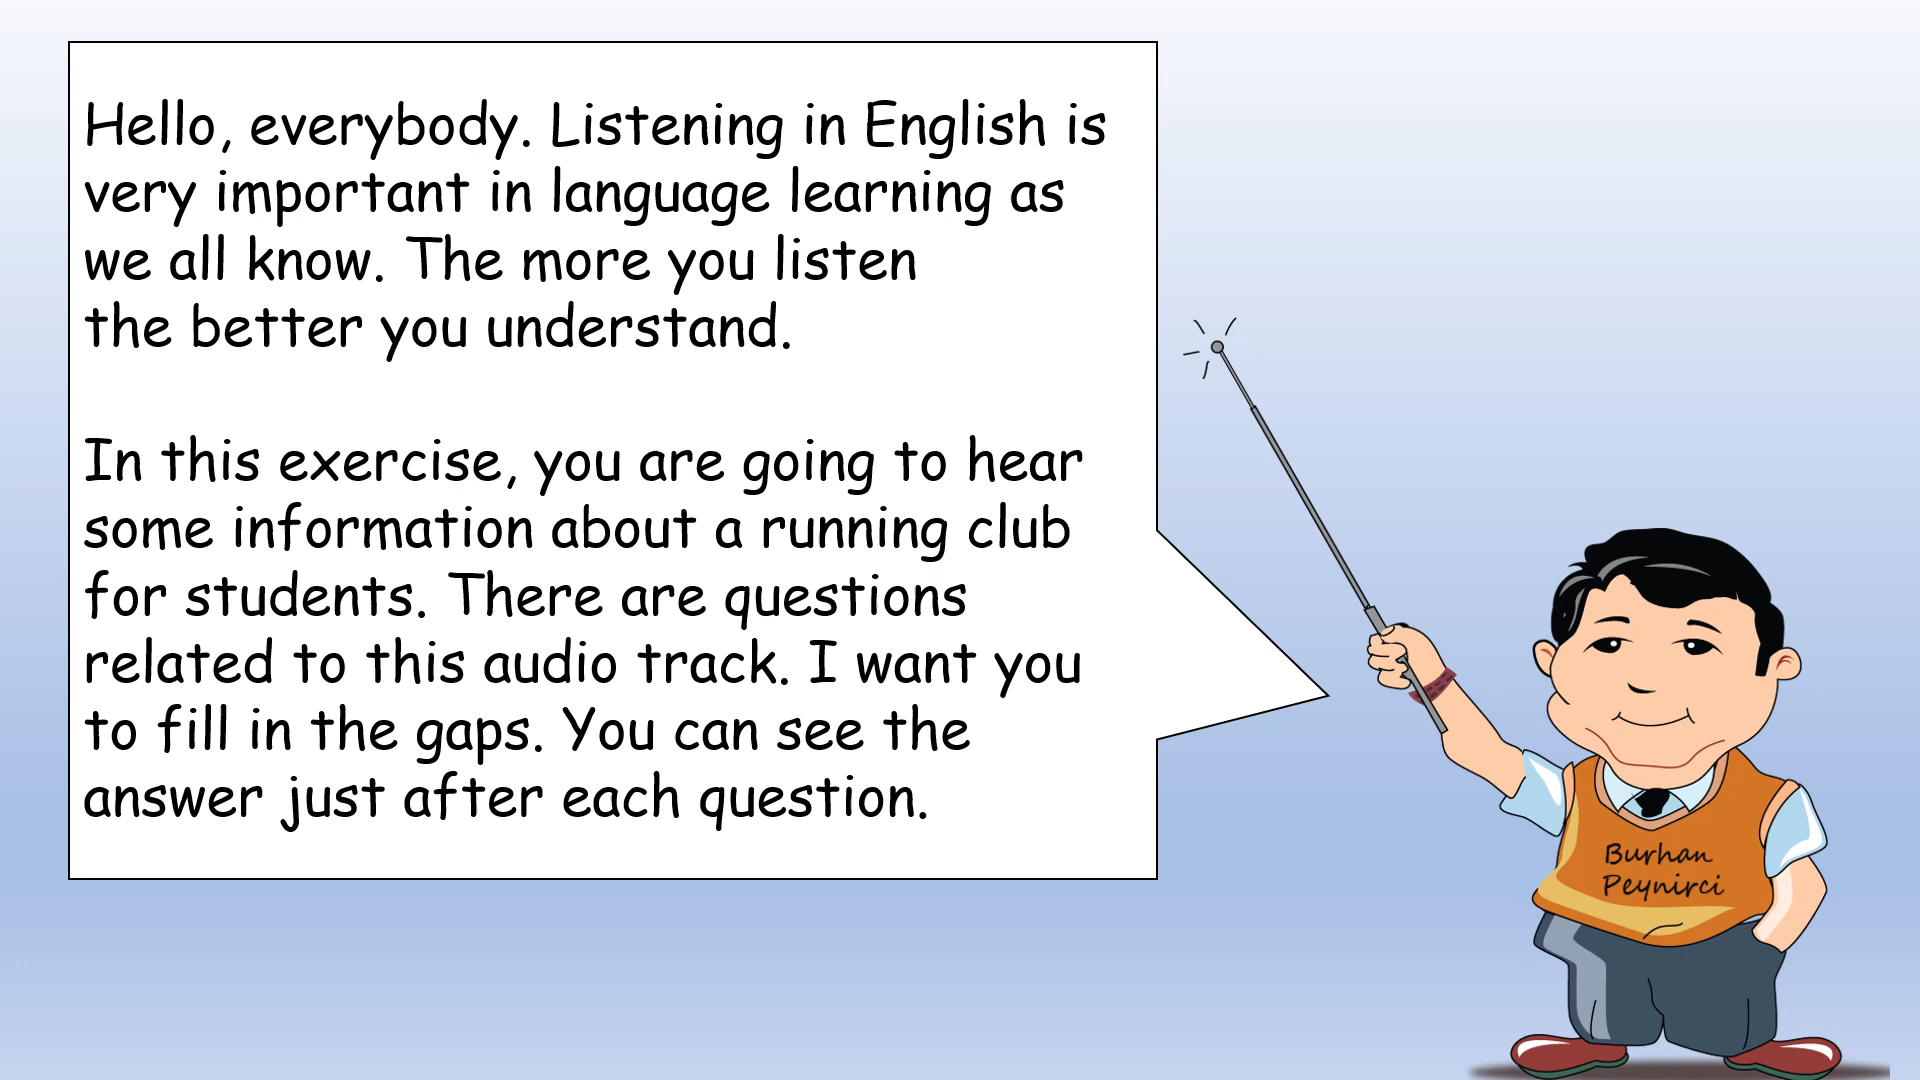 Hello, everybody. Listening in English is
very important in language learning as
we all know. The more you listen
the better you understand.
In this exercise, you are going to hear
some information about a running club
for students. There are questions
related to this audio track. I want you
to fill in the gaps. You can see the
answer just after each question.
Burhan
Peynirci